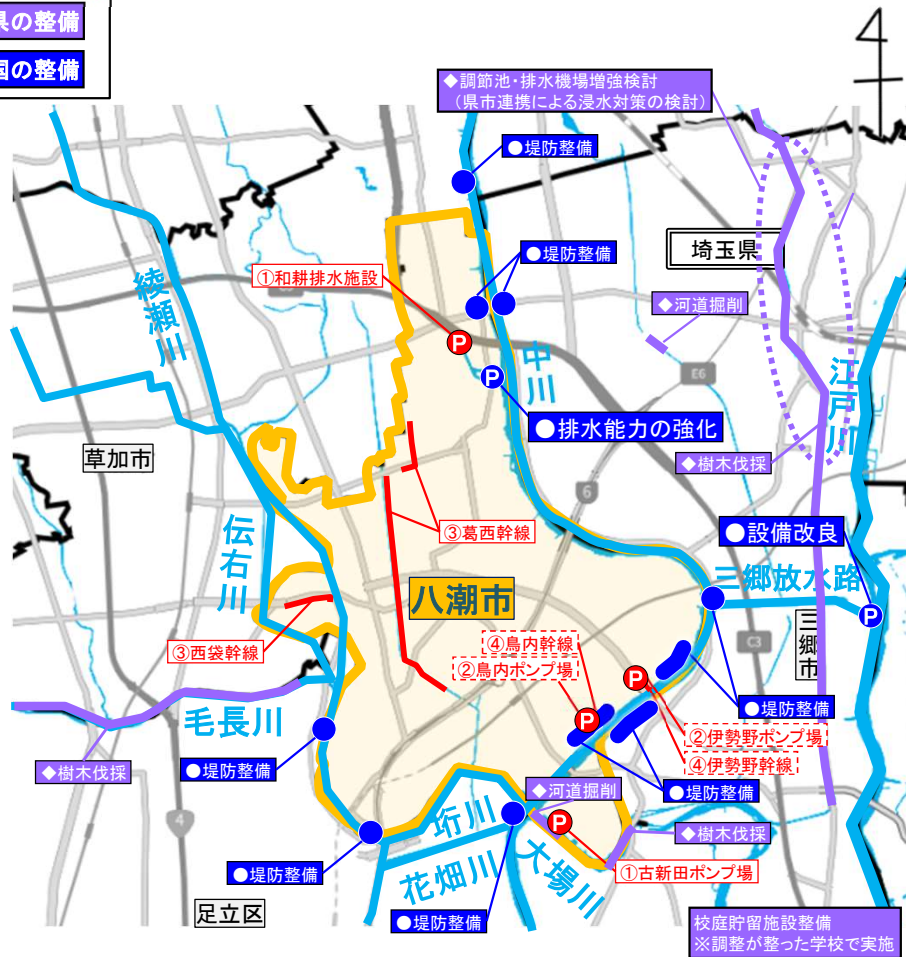 県の整備
国の整備
◆調節池・排水機場増強検討
（県市連携による浸水対策の検討）
●堤防整備
●堤防整備
埼玉県
①和耕排水施設
◆河道掘削
綾瀬川
中川
P
P
E6
江戸川
●排水能力の強化
草加市
◆樹木伐採
6
③葛西幹線
●設備改良
伝右川
三郷放水路
八潮市
P
三郷市
C3
④鳥内幹線
③西袋幹線
②鳥内ポンプ場
P
●堤防整備
P
毛長川
②伊勢野ポンプ場
④伊勢野幹線
◆樹木伐採
●堤防整備
◆河道掘削
●堤防整備
4
垳川
P
◆樹木伐採
大場川
花畑川
●堤防整備
①古新田ポンプ場
足立区
●堤防整備
校庭貯留施設整備
※調整が整った学校で実施